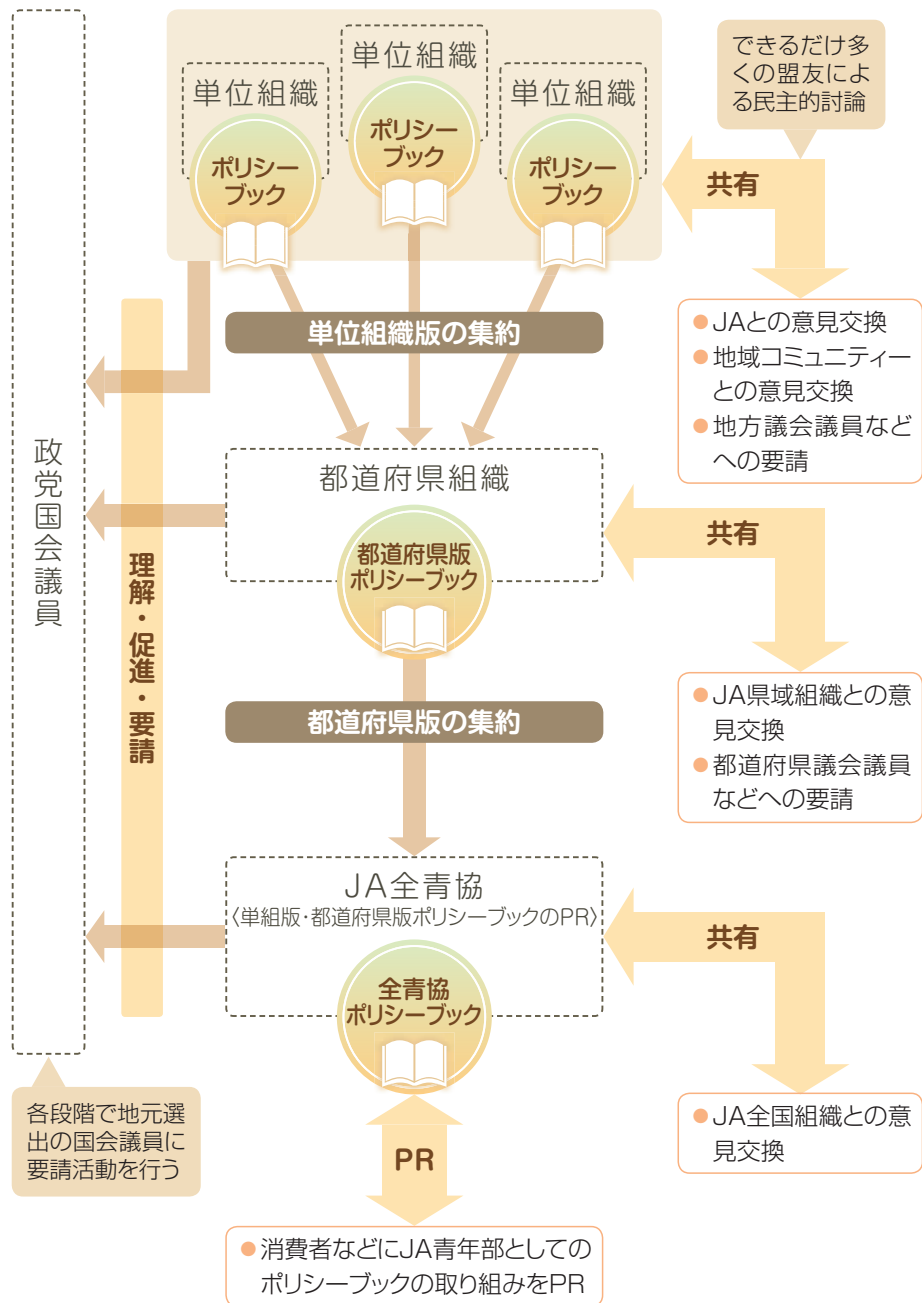 単位組織
ポリシー
ブック
単位組織
ポリシー
ブック
単位組織
ポリシー
ブック
できるだけ多
くの盟友によ
る民主的討論
共有
●JAとの意見交換
●地域コミュニティー
との意見交換
●地方議会議員など
への要請
単位組織版の集約
政党国会議員
理解・促進・要請
都道府県組織
都道府県版
ポリシーブック
共有
●JA県域組織との意
見交換
●都道府県議会議員
などへの要請
都道府県版の集約
JA全青協
〈単組版・都道府県版ポリシーブックのPR〉
全青協
ポリシーブック
共有
●JA全国組織との意
見交換
各段階で地元選
出の国会議員に
要請活動を行う
PR
●消費者などにJA青年部としての
ポリシーブックの取り組みをPR